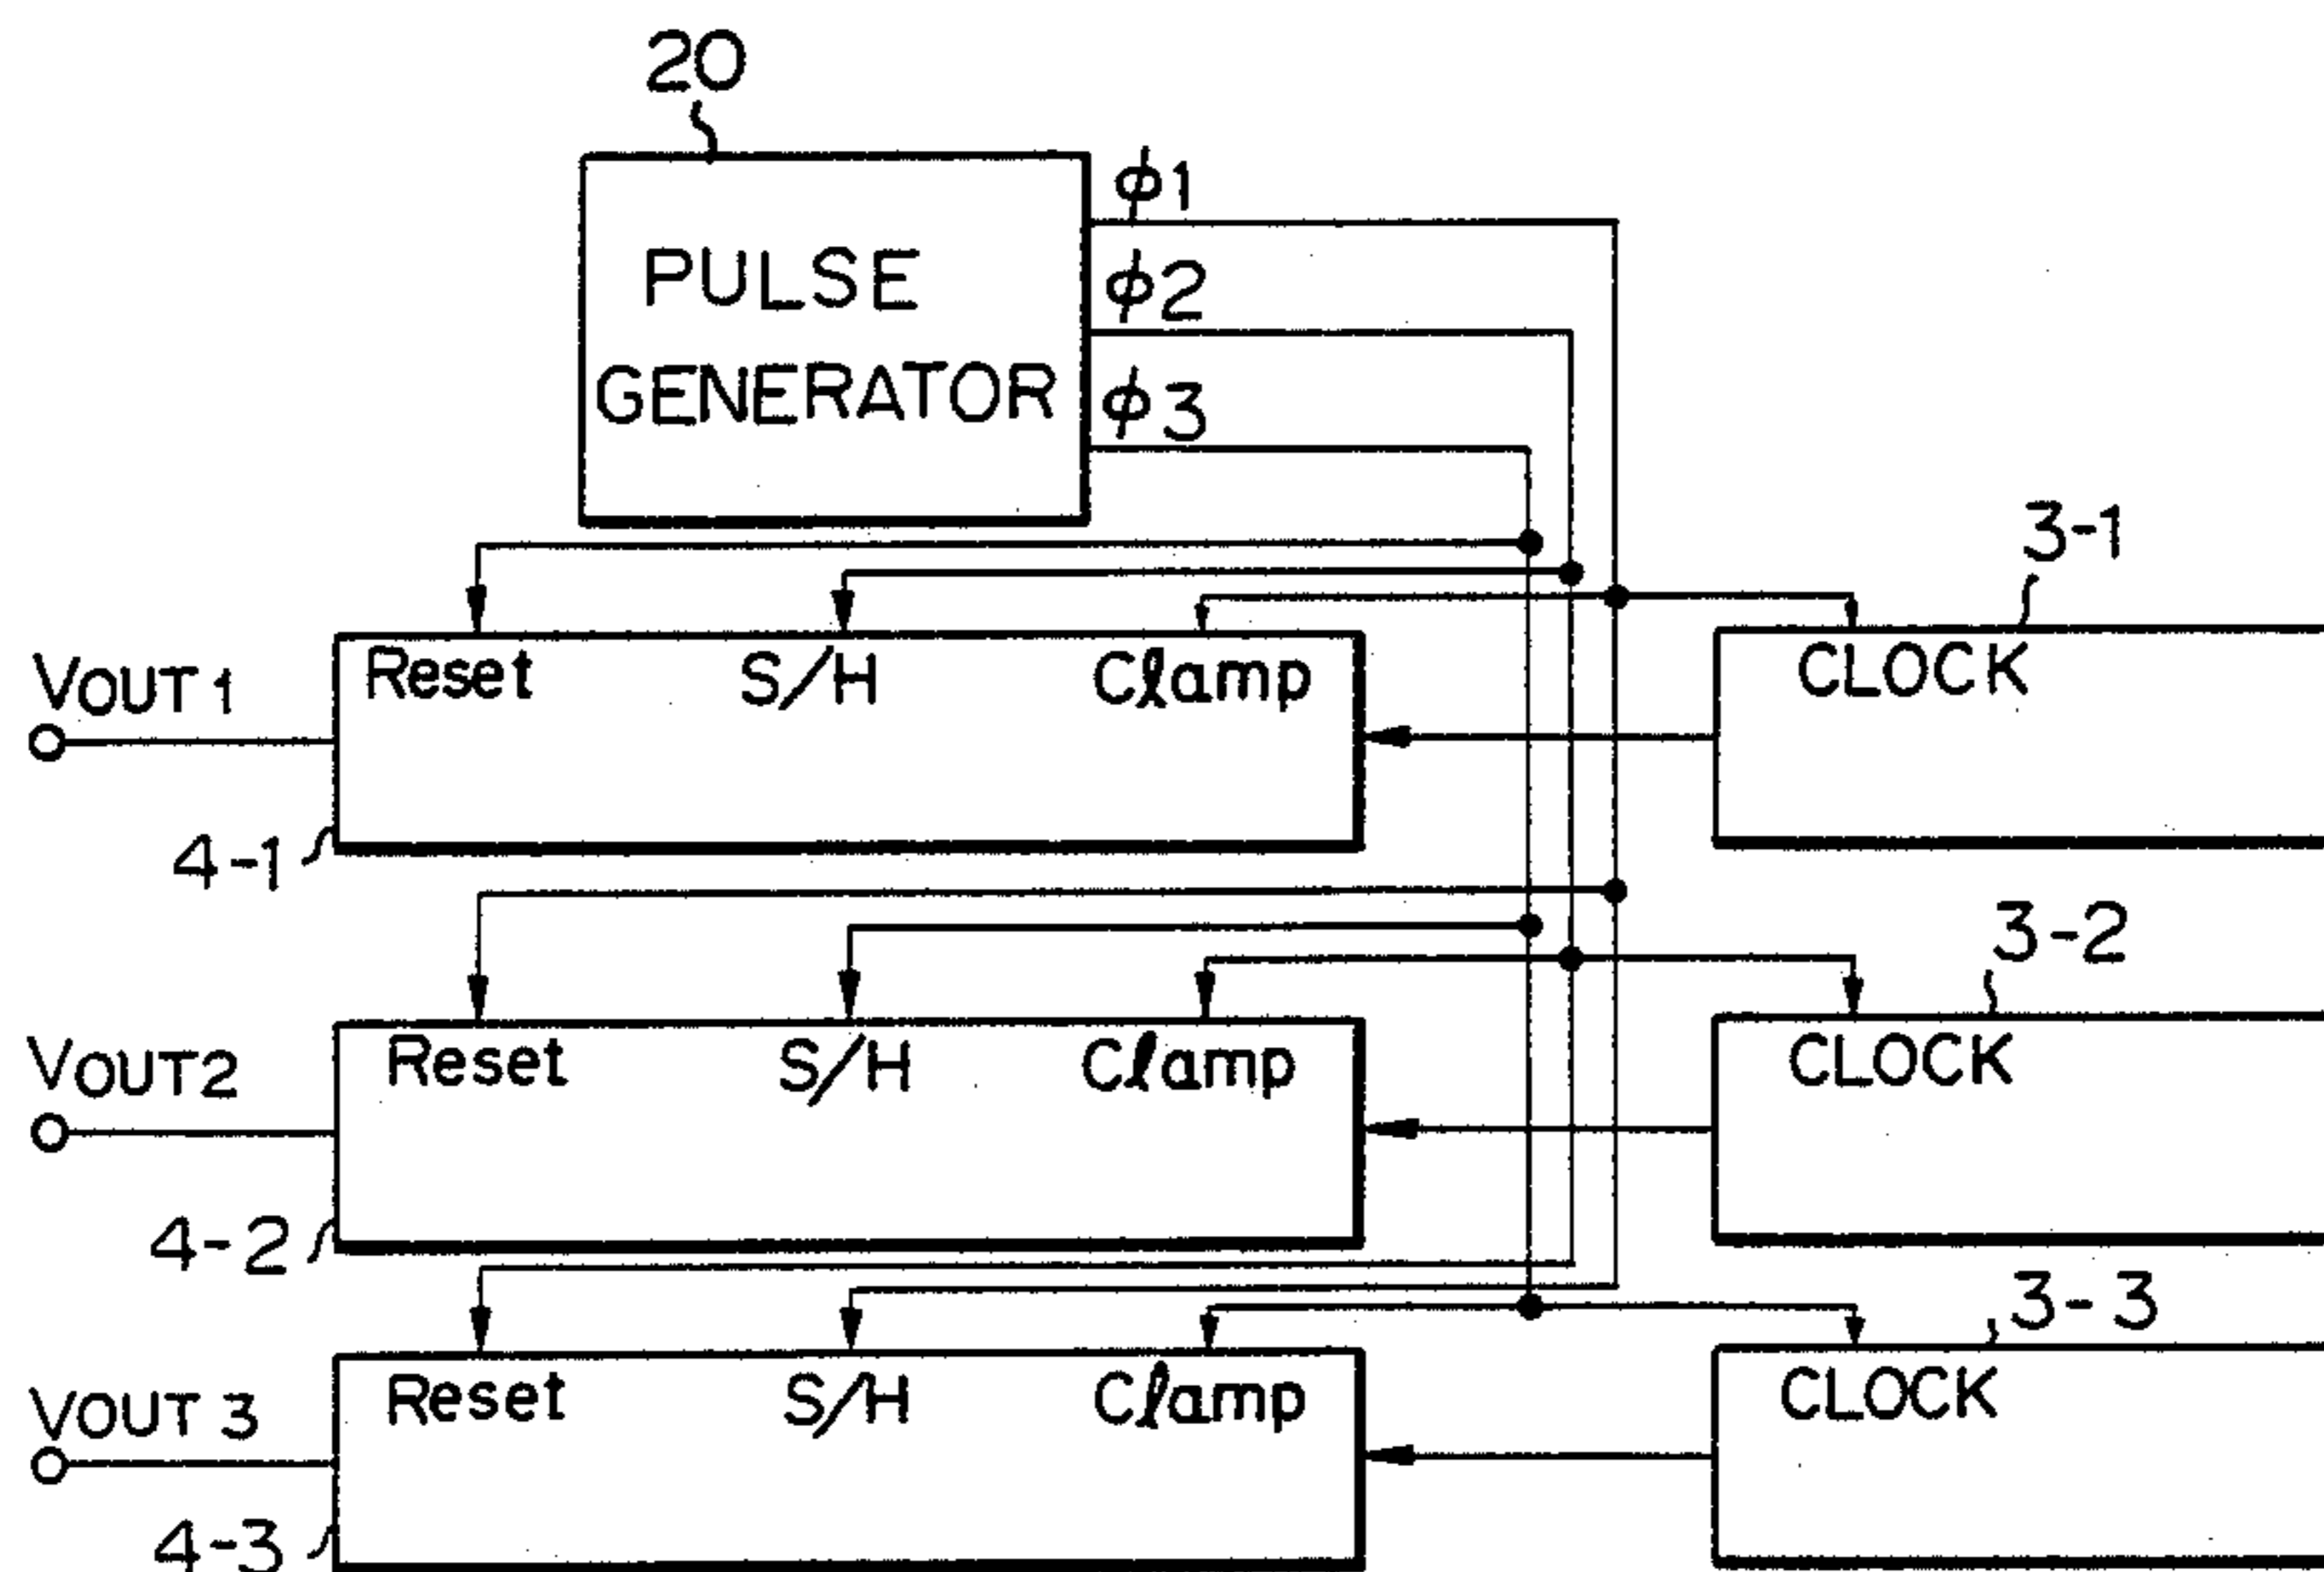 20
PULSE
GENERATOR
ϕ1
ϕ2
ϕ3
3-1
VOUT 1
Reset S/H Clamp
CLOCK
4-1
3-2
VOUT2
Reset S/H Clamp
CLOCK
4-2
3-3
VOUT 3
Reset S/H Clamp
CLOCK
4-3